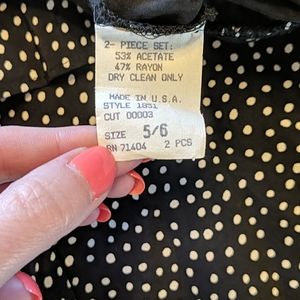 2- PIECE SET:
53% ACETATE
47% RAYON
DRY CLEAN ONLY
MADE IN U.S.A.
STYLE 1851
CUT 00003
SIZE 5/6
RN 71404 2 PCS